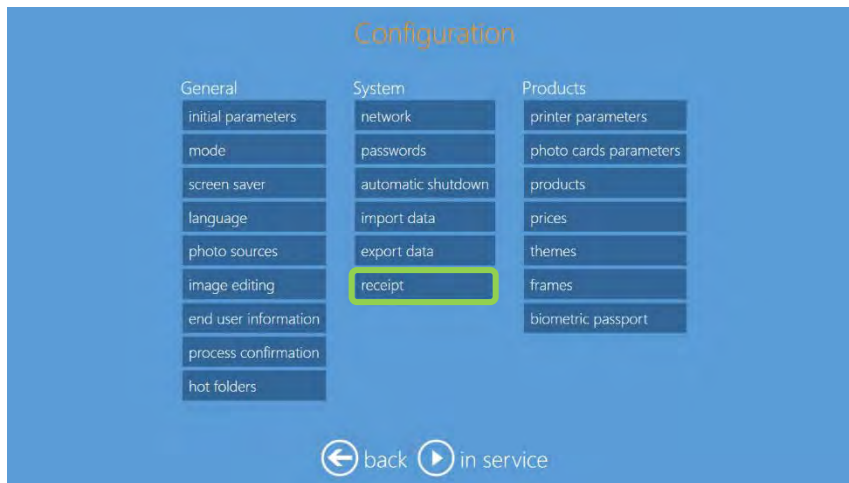 Configuration
General
initial parameters
mode
screen saver
language
photo sources
image editing
end user information
process confirmation
hot folders
System
network
passwords
automatic shutdown
import data
export data
receipt
Products
printer parameters
photo cards parameters
products
prices
themes
frames
biometric passport
back in service